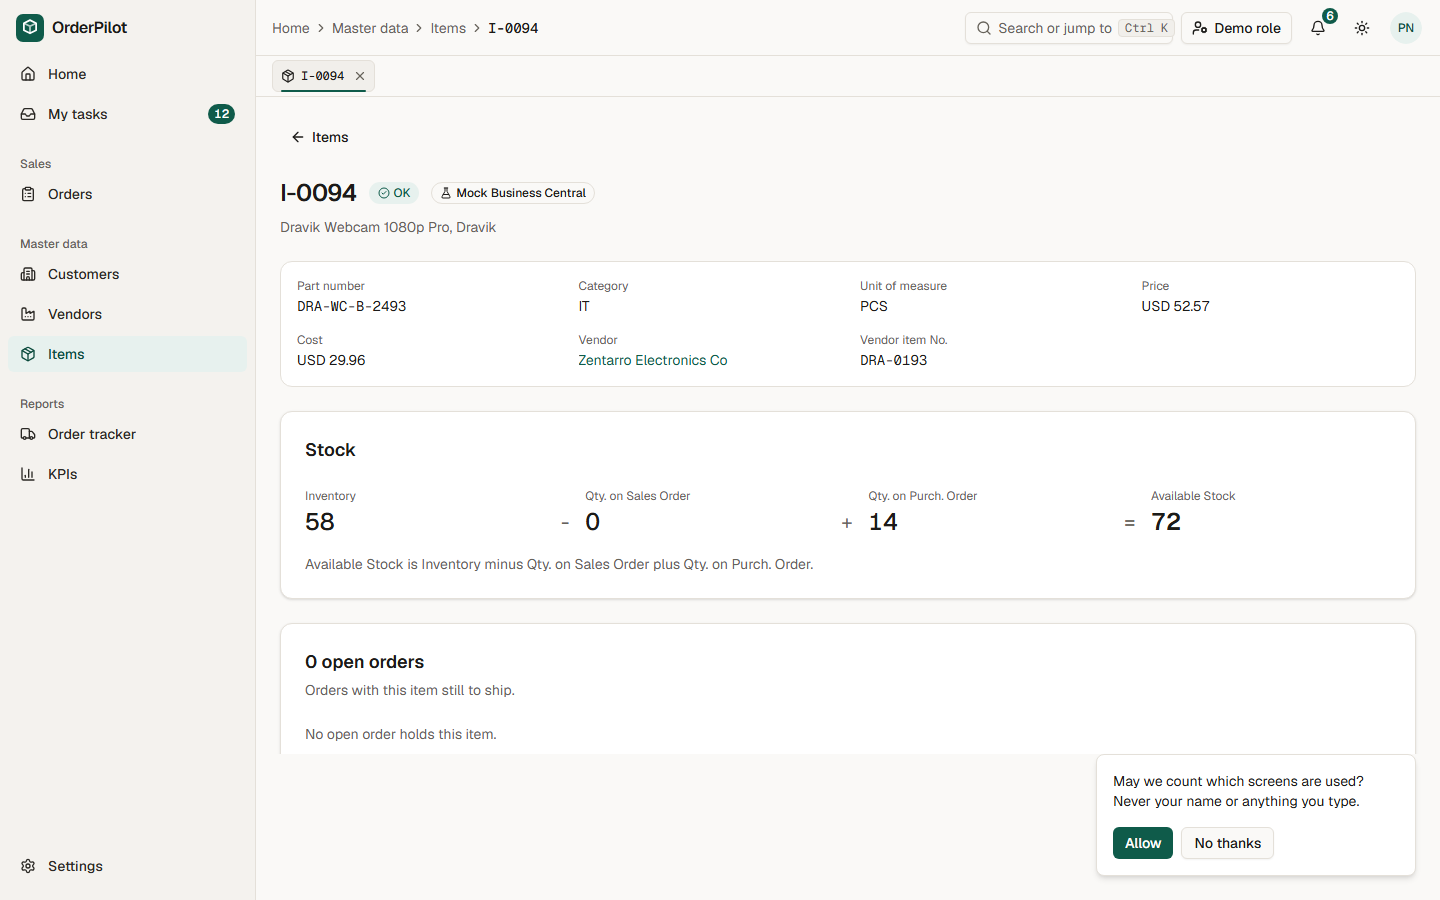 OrderPilot
Home
My tasks
12
Sales
Orders
Master data
Customers
Vendors
Items
Reports
Order tracker
KPIs
Settings
Home > Master data > Items > I-0094
Search or jump to
Ctrl K
Demo role
6
PN
I-0094
Items
I-0094
OK
Mock Business Central
Dravik Webcam 1080p Pro, Dravik
Part number
DRA-WC-B-2493
Category
IT
Unit of measure
PCS
Price
USD 52.57
Cost
USD 29.96
Vendor
Zentarro Electronics Co
Vendor item No.
DRA-0193
Stock
Inventory
58
-
Qty. on Sales Order
0
+
Qty. on Purch. Order
14
=
Available Stock
72
Available Stock is Inventory minus Qty. on Sales Order plus Qty. on Purch. Order.
0 open orders
Orders with this item still to ship.
No open order holds this item.
May we count which screens are used?
Never your name or anything you type.
Allow
No thanks